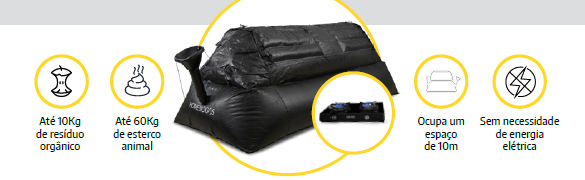 Até 10Kg
de resíduo
orgânico
Até 60Kg
de esterco
animal
HOMEBIOGAS
Ocupa um
espaço
de 10m
Sem necessidade
de energia
elétrica